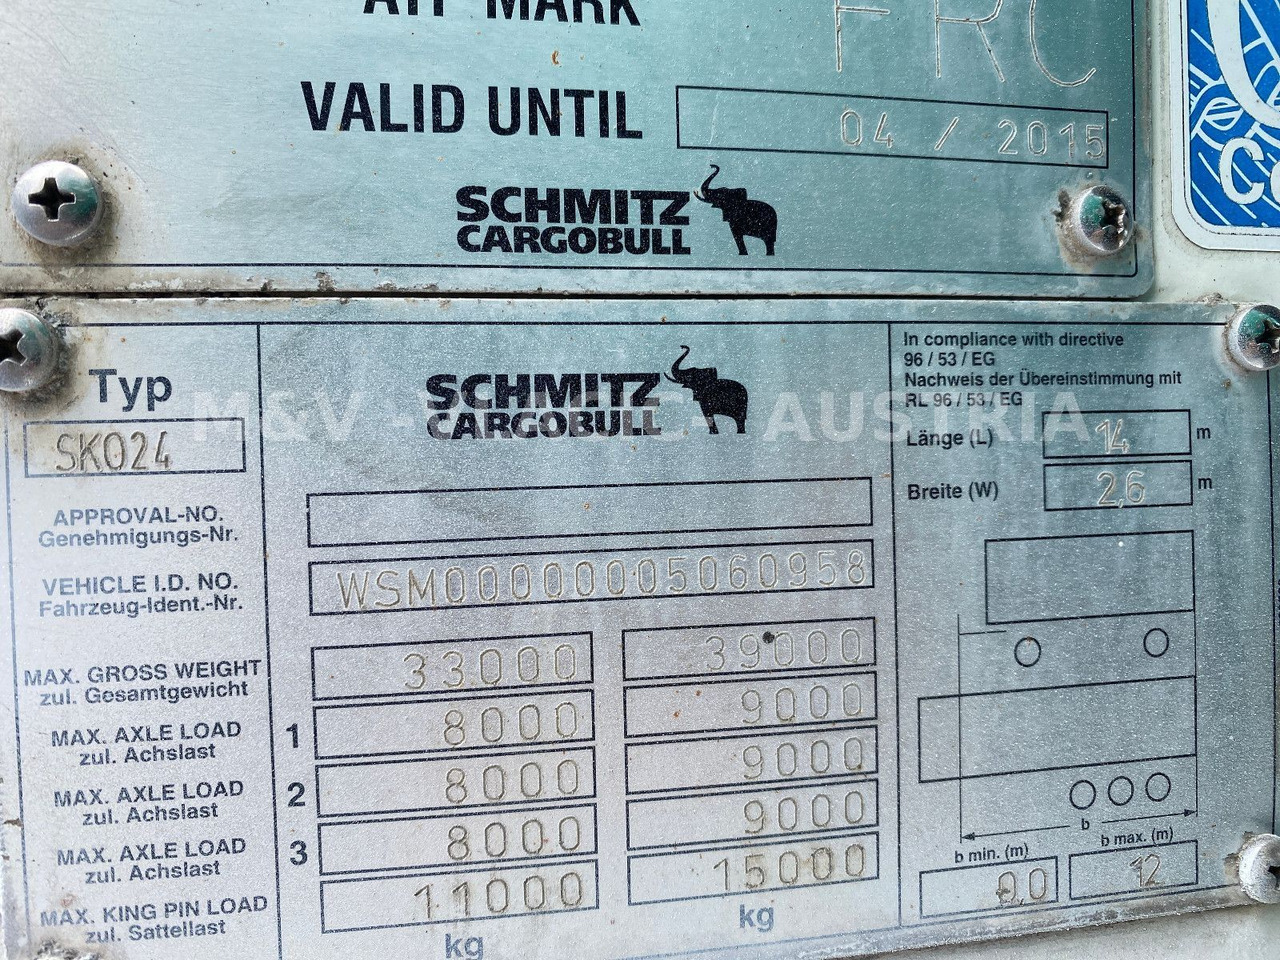 ATP MARK FRC
VALID UNTIL 04 / 2015
SCHMITZ
CARGOBULL
Typ
SKO24
SCHMITZ
CARGOBULL
In compliance with directive
96 / 53 / EG
Nachweis der Übereinstimmung mit
RL 96 / 53 / EG
Länge (L) 14 m
Breite (W) 2,6 m
APPROVAL-NO.
Genehmigungs-Nr.
VEHICLE I.D. NO.
Fahrzeug-Ident.-Nr.
WSM00000005060958
MAX. GROSS WEIGHT
zul. Gesamtgewicht
33000 39000
MAX. AXLE LOAD
zul. Achslast
1 8000 9000
MAX. AXLE LOAD
zul. Achslast
2 8000 9000
MAX. AXLE LOAD
zul. Achslast
3 8000 9000
MAX. KING PIN LOAD
zul. Sattellast
11000 15000
kg kg
b
b min. (m) b max. (m)
0,0 12
AUSTRIA